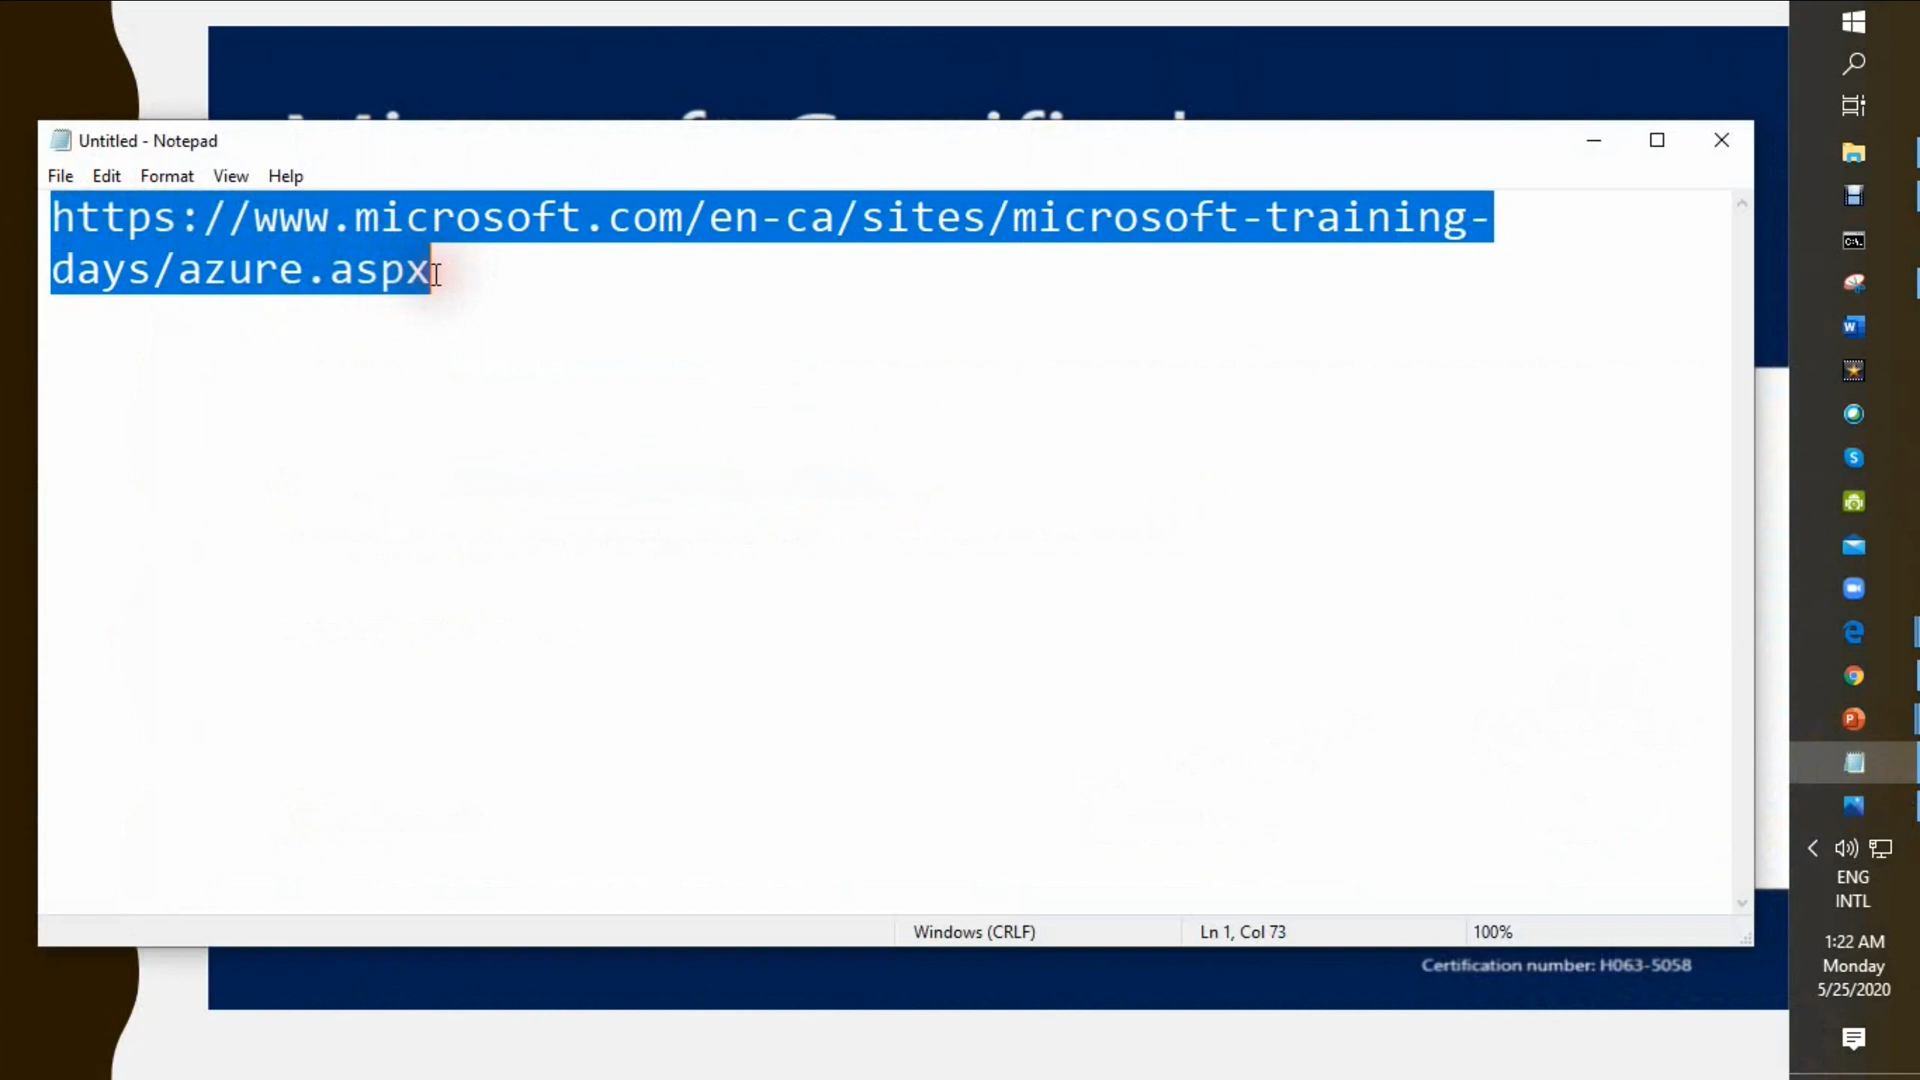 Untitled - Notepad
File Edit Format View Help
https://www.microsoft.com/en-ca/sites/microsoft-training-
days/azure.aspx
Windows (CRLF) Ln 1, Col 73 100%
Certification number: H063-5058
ENG
INTL
1:22 AM
Monday
5/25/2020